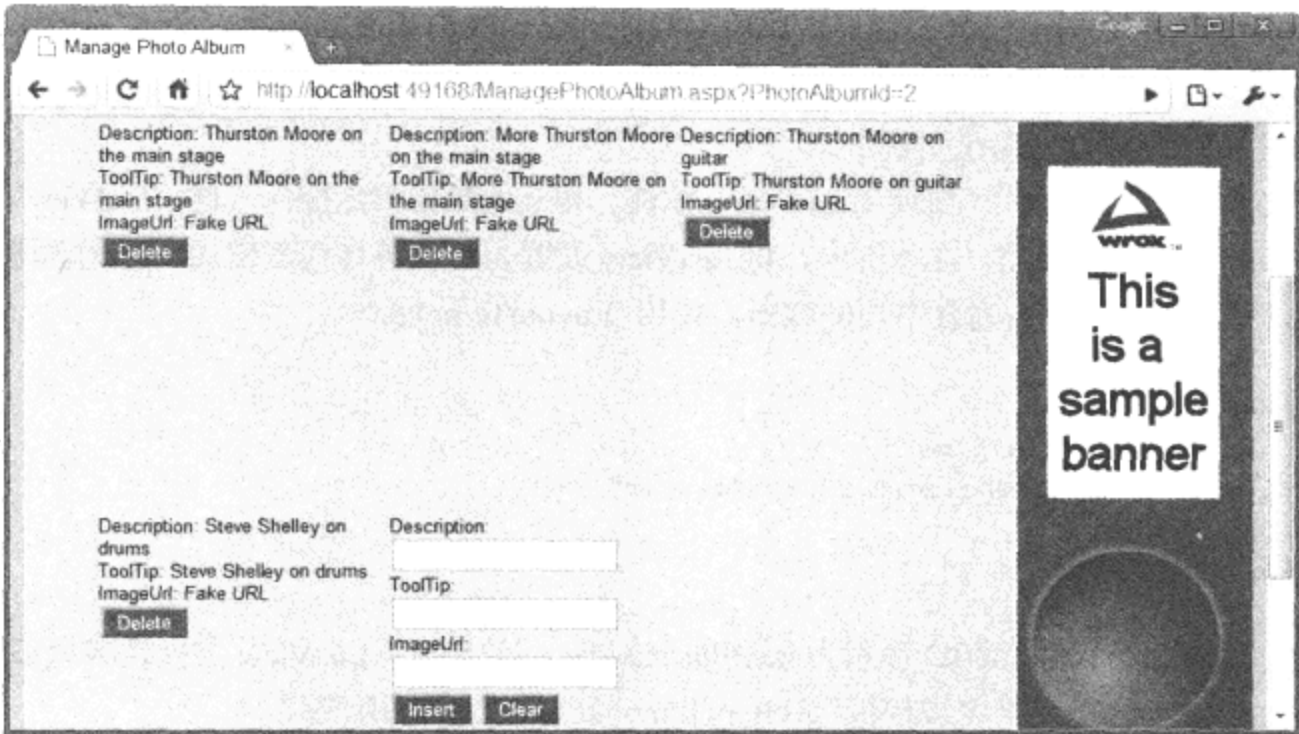 Google
Manage Photo Album
http://localhost:49168/ManagePhotoAlbum.aspx?PhotoAlbumId=2
Description: Thurston Moore on
the main stage
ToolTip: Thurston Moore on the
main stage
ImageUrl: Fake URL
Delete
Description: More Thurston Moore
on the main stage
ToolTip: More Thurston Moore on
the main stage
ImageUrl: Fake URL
Delete
Description: Thurston Moore on
guitar
ToolTip: Thurston Moore on guitar
ImageUrl: Fake URL
Delete
Description: Steve Shelley on
drums
ToolTip: Steve Shelley on drums
ImageUrl: Fake URL
Delete
Description:
ToolTip:
ImageUrl:
Insert Clear
wrox™
This
is a
sample
banner